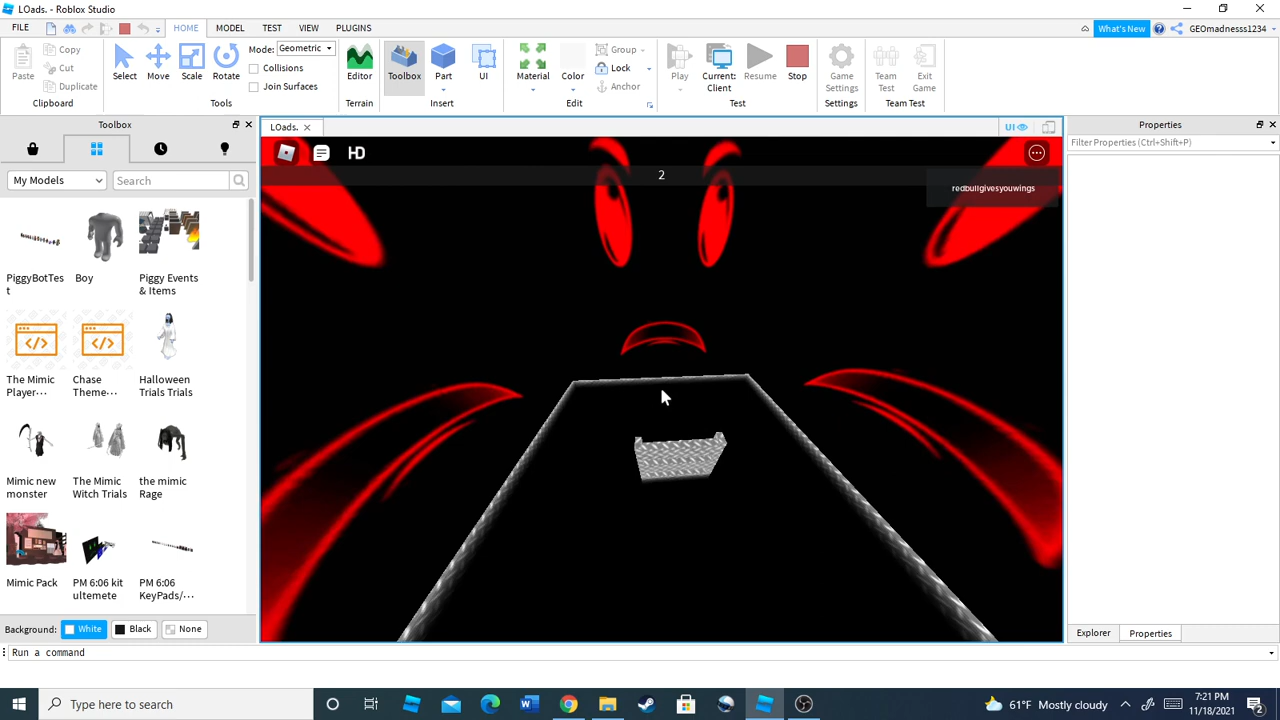 LOads. - Roblox Studio
FILE
HOME
MODEL
TEST
VIEW
PLUGINS
What's New
GEOmadnesss1234
Paste
Copy
Cut
Duplicate
Clipboard
Select
Move
Scale
Rotate
Mode: Geometric
Collisions
Join Surfaces
Tools
Editor
Terrain
Toolbox
Part
UI
Insert
Material
Color
Group
Lock
Anchor
Edit
Play
Current:
Client
Resume
Stop
Test
Game
Settings
Settings
Team
Test
Exit
Game
Team Test
Toolbox
My Models
Search
PiggyBotTes
t
Boy
Piggy Events
& Items
The Mimic
Player…
Chase
Theme…
Halloween
Trials Trials
Mimic new
monster
The Mimic
Witch Trials
the mimic
Rage
Mimic Pack
PM 6:06 kit
ultemete
PM 6:06
KeyPads/…
Background: White Black None
LOads.
UI
HD
2
redbullgivesyouwings
Properties
Filter Properties (Ctrl+Shift+P)
Explorer
Properties
Run a command
Type here to search
W
61°F Mostly cloudy
7:21 PM
11/18/2021
2